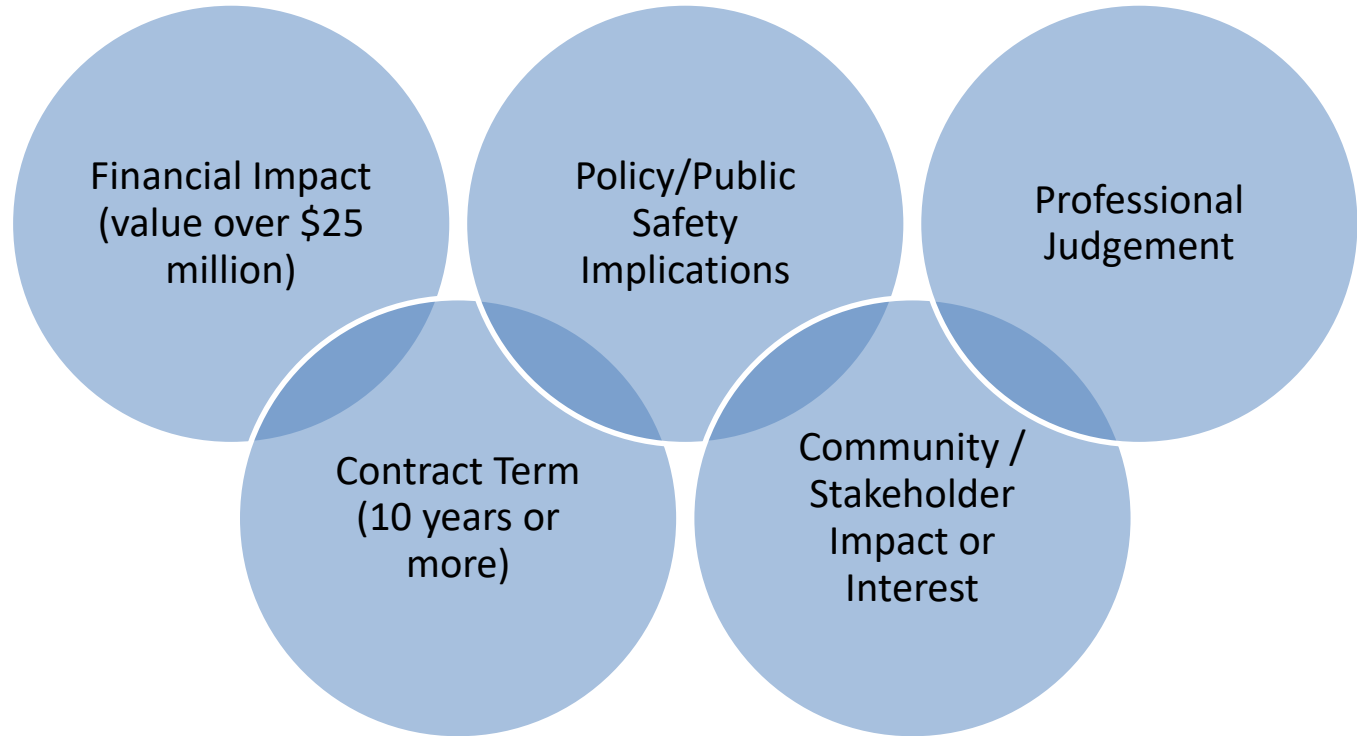 Financial Impact
(value over $25
million)
Policy/Public
Safety
Implications
Professional
Judgement
Contract Term
(10 years or
more)
Community /
Stakeholder
Impact or
Interest